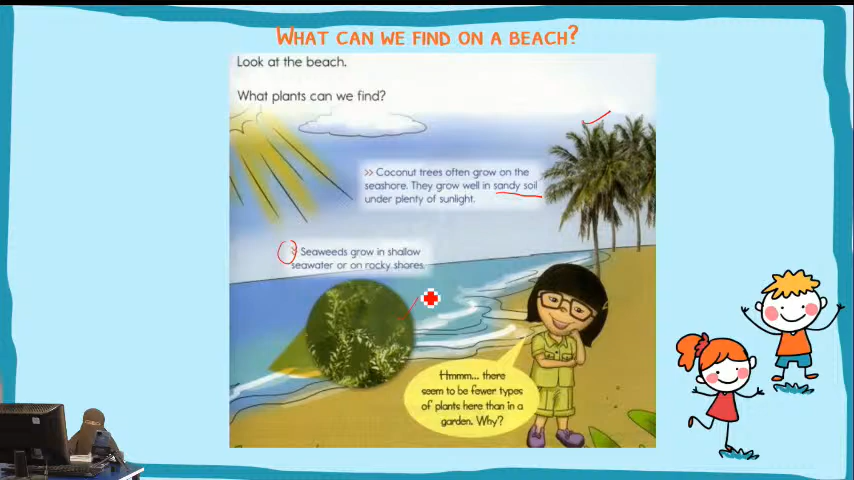 WHAT CAN WE FIND ON A BEACH?
Look at the beach.
What plants can we find?
>> Coconut trees often grow on the
seashore. They grow well in sandy soil
under plenty of sunlight.
>> Seaweeds grow in shallow
seawater or on rocky shores.
Hmmm... there
seem to be fewer types
of plants here than in a
garden. Why?